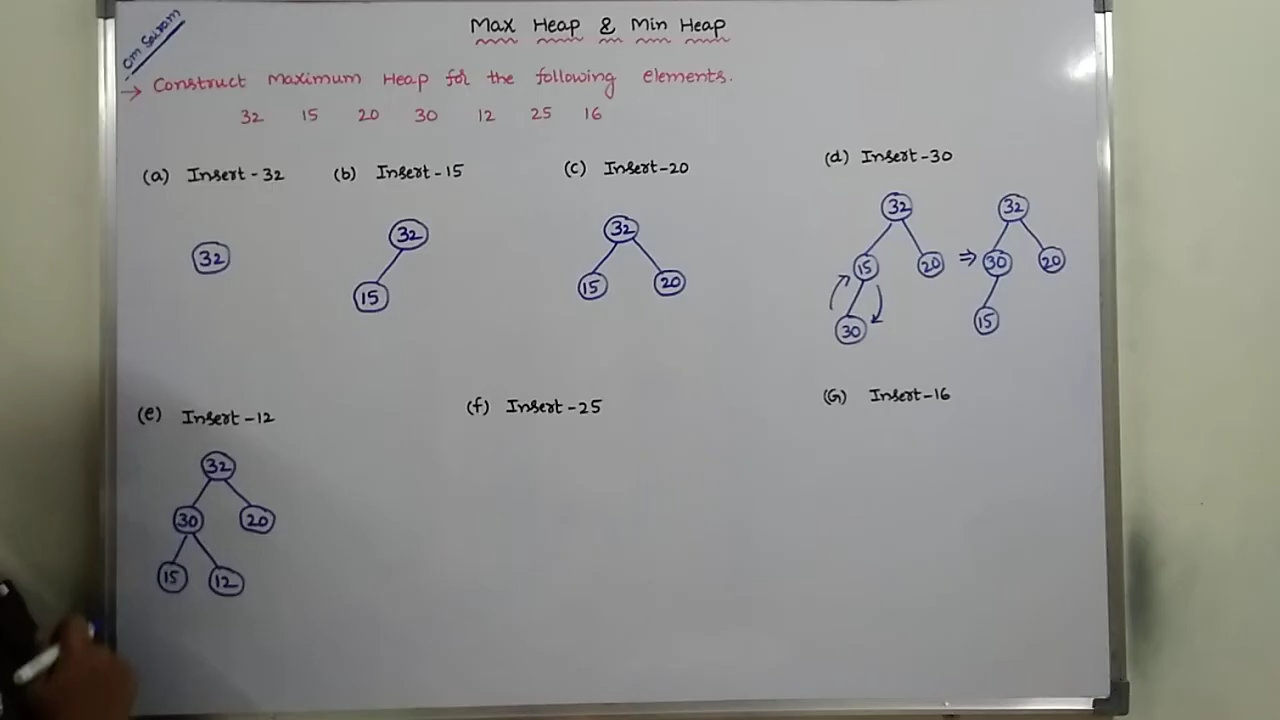 Om Sairam
Max Heap & Min Heap
→ Construct Maximum Heap for the following elements.
32 15 20 30 12 25 16
(a) Insert-32
32
(b) Insert-15
32
15
(c) Insert-20
32
15 20
(d) Insert-30
32
15 20
30
⇒
32
30 20
15
(e) Insert-12
32
30 20
15 12
(f) Insert-25
(G) Insert-16